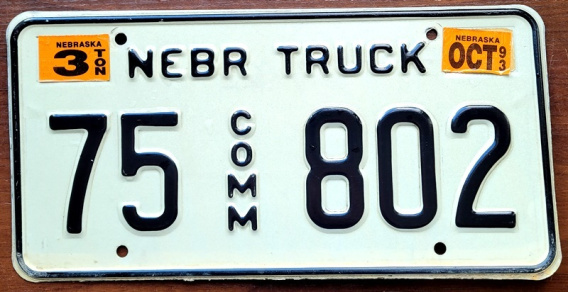 NEBRASKA
3 TON
NEBR TRUCK
NEBRASKA
OCT 93
75 COMM 802